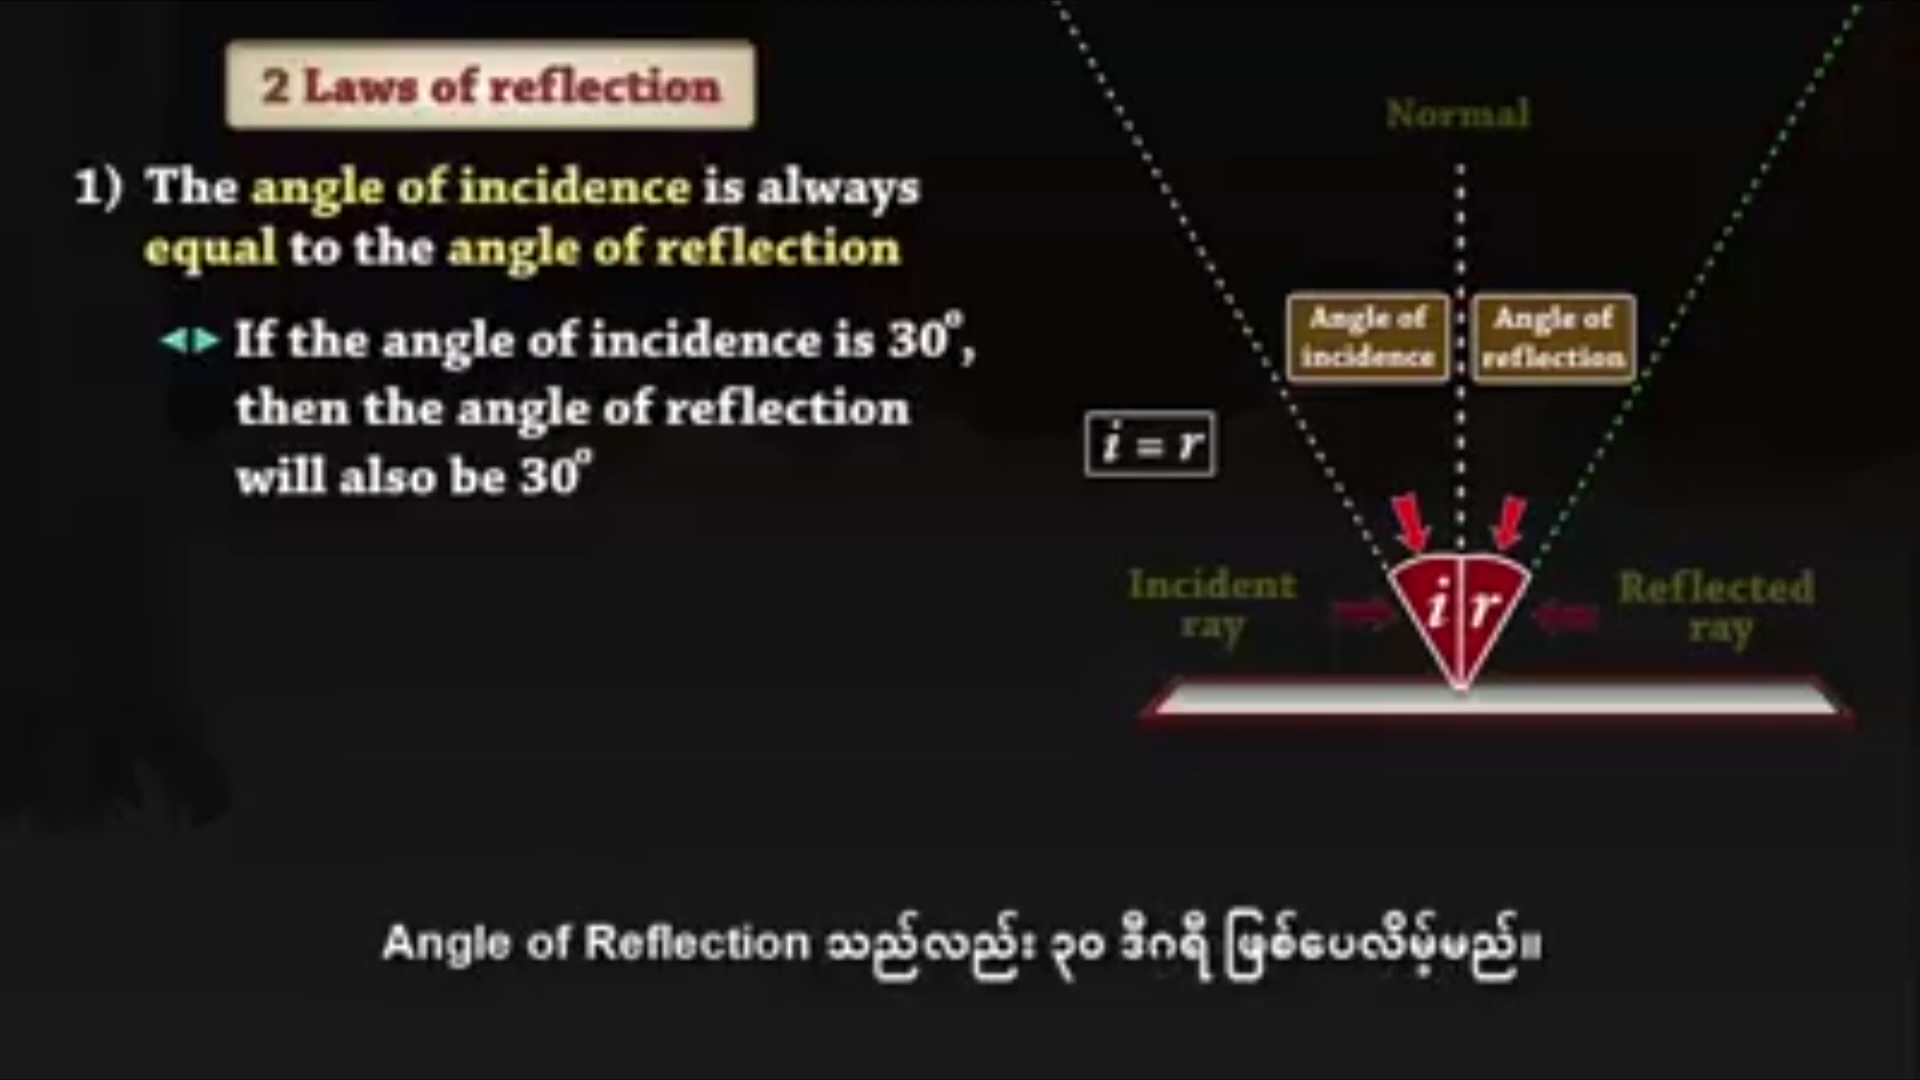 2 Laws of reflection
1) The angle of incidence is always
equal to the angle of reflection
If the angle of incidence is 30°,
then the angle of reflection
will also be 30°
Normal
Angle of
incidence
Angle of
reflection
i = r
i r
Incident
ray
Reflected
ray
Angle of Reflection သည်လည်း ၃၀ ဒီဂရီ ဖြစ်ပေလိမ့်မည်။